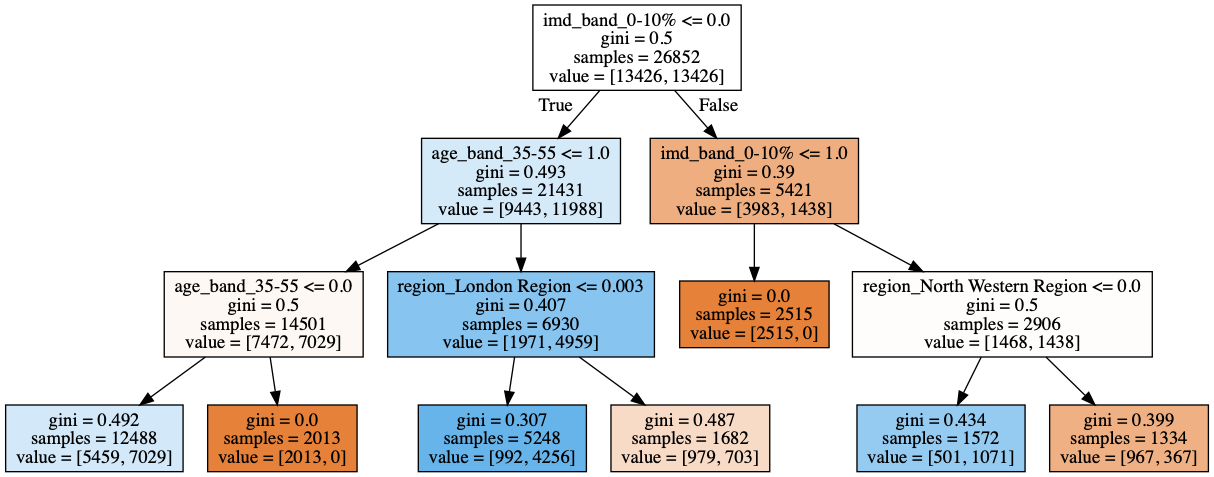 imd_band_0-10% <= 0.0
gini = 0.5
samples = 26852
value = [13426, 13426]
True
False
age_band_35-55 <= 1.0
gini = 0.493
samples = 21431
value = [9443, 11988]
imd_band_0-10% <= 1.0
gini = 0.39
samples = 5421
value = [3983, 1438]
age_band_35-55 <= 0.0
gini = 0.5
samples = 14501
value = [7472, 7029]
region_London Region <= 0.003
gini = 0.407
samples = 6930
value = [1971, 4959]
gini = 0.0
samples = 2515
value = [2515, 0]
region_North Western Region <= 0.0
gini = 0.5
samples = 2906
value = [1468, 1438]
gini = 0.492
samples = 12488
value = [5459, 7029]
gini = 0.0
samples = 2013
value = [2013, 0]
gini = 0.307
samples = 5248
value = [992, 4256]
gini = 0.487
samples = 1682
value = [979, 703]
gini = 0.434
samples = 1572
value = [501, 1071]
gini = 0.399
samples = 1334
value = [967, 367]